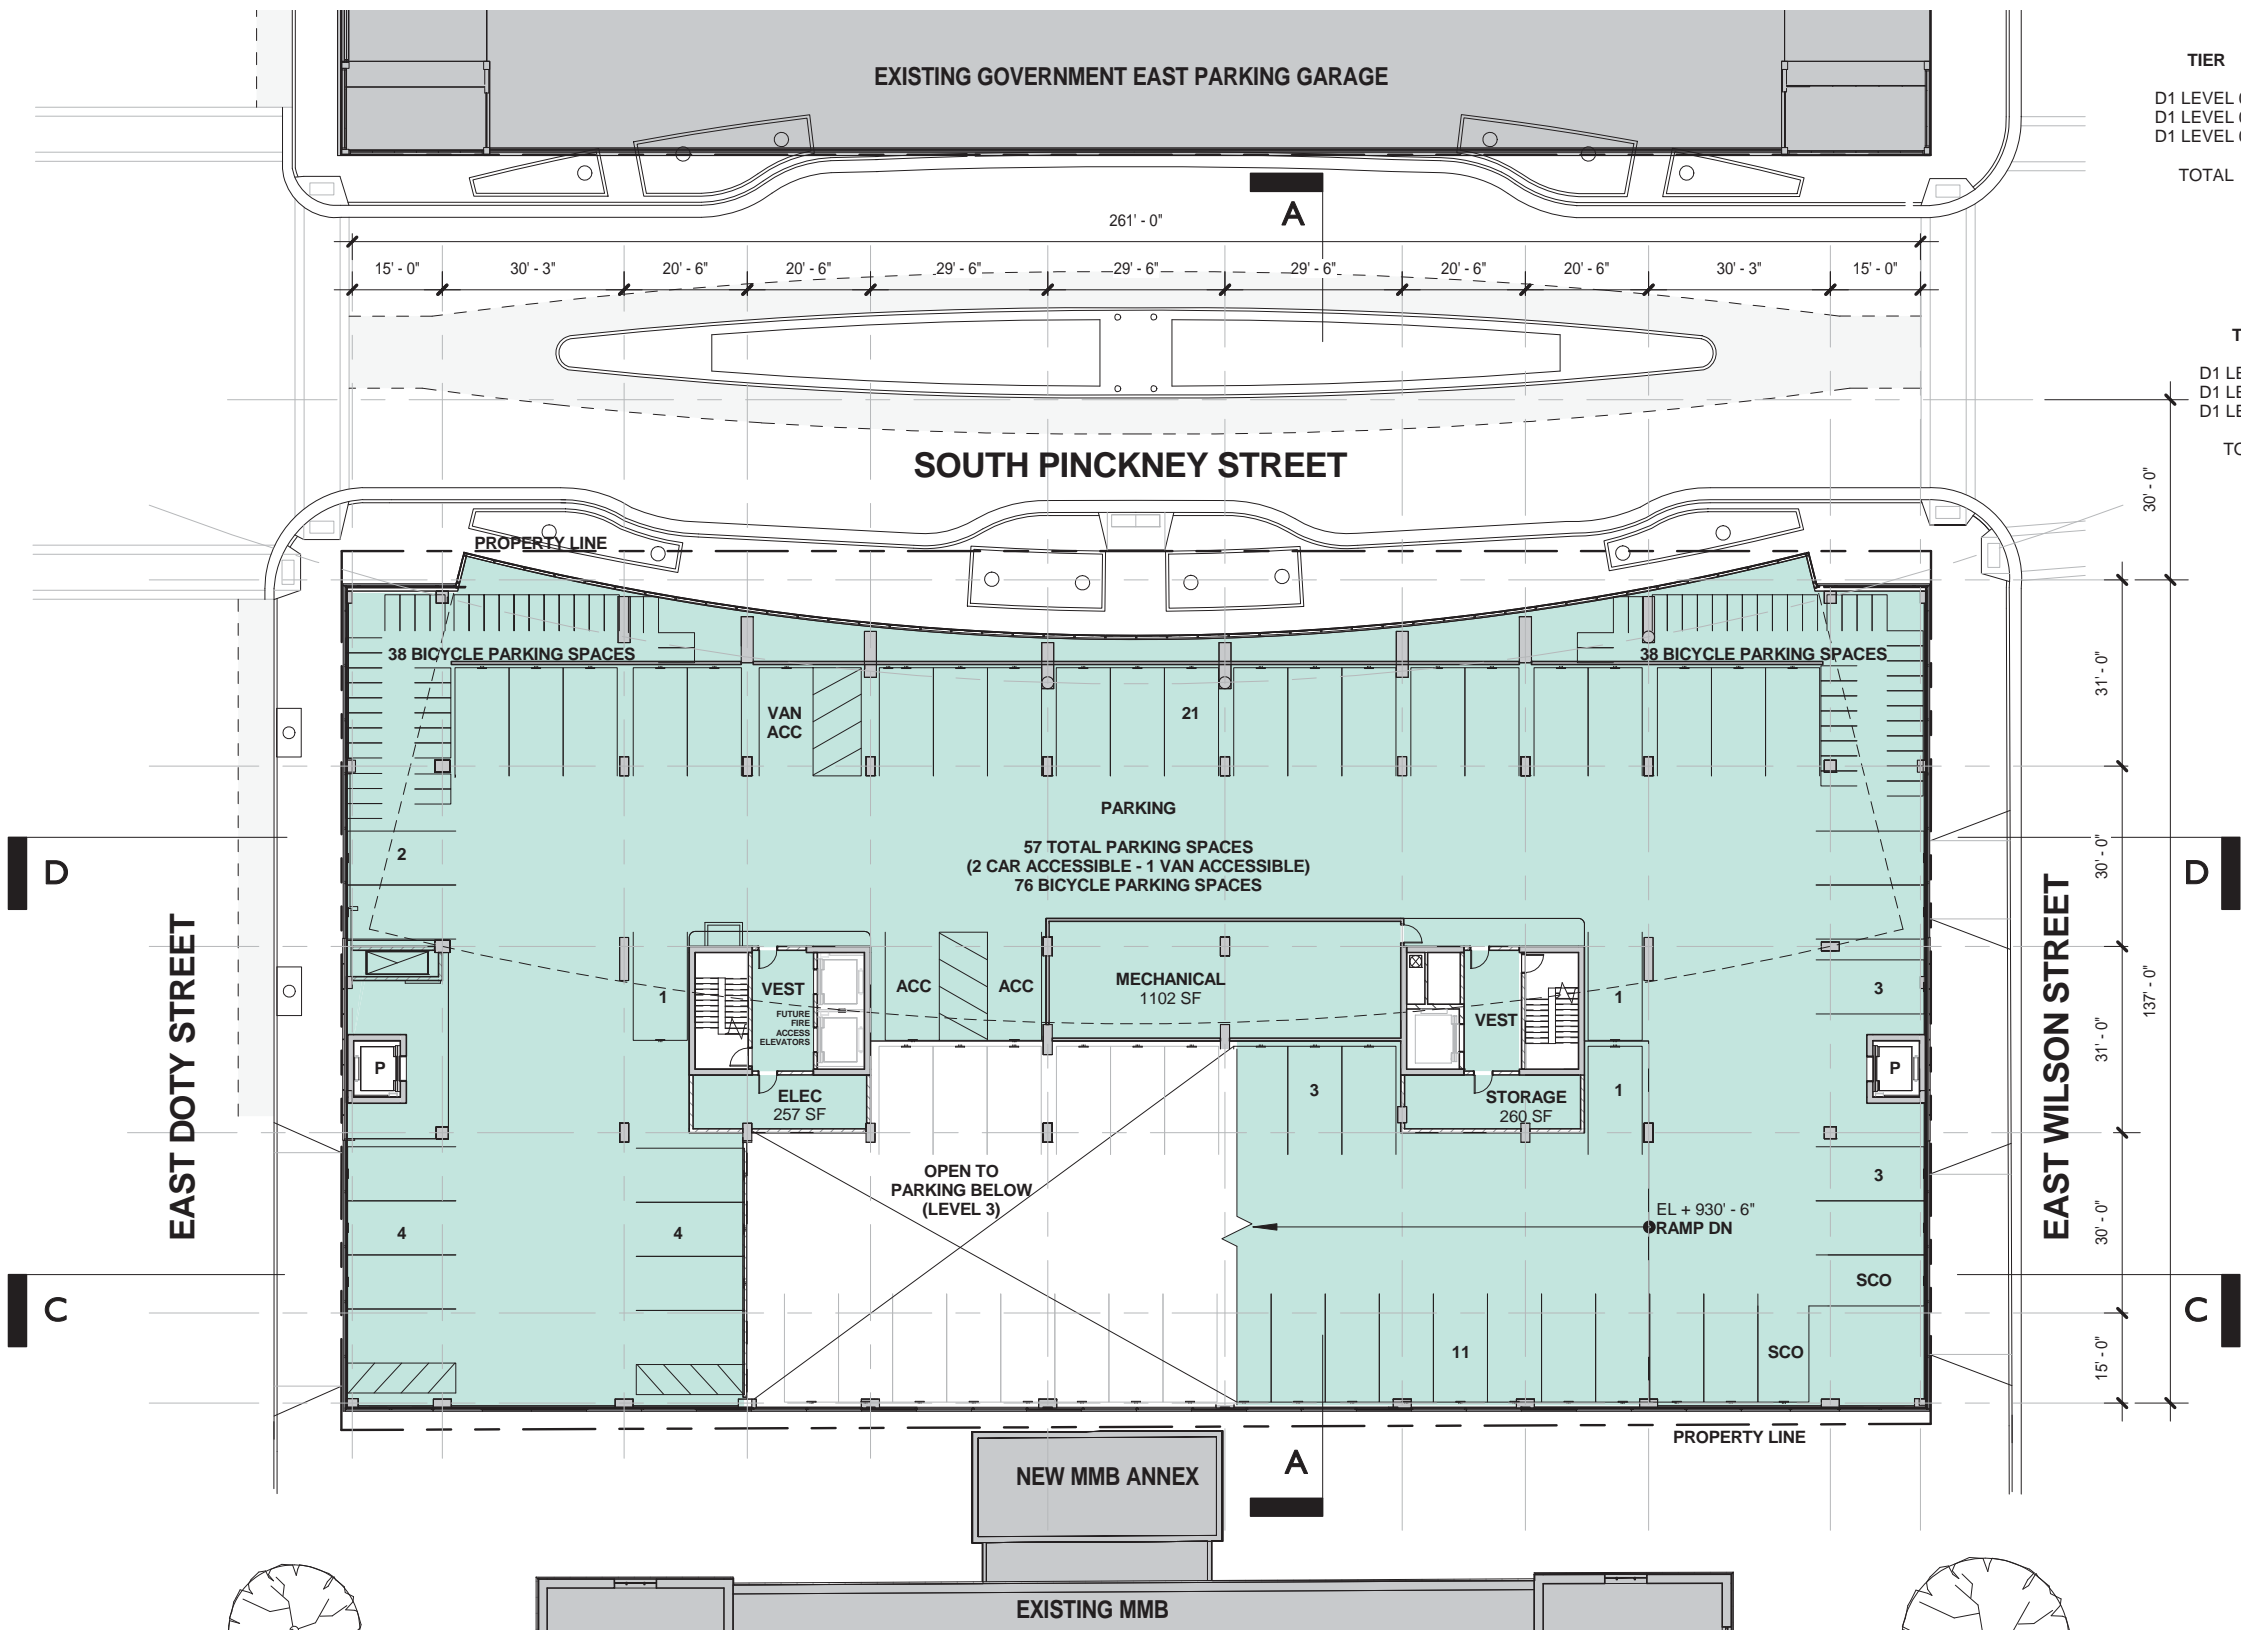 EXISTING GOVERNMENT EAST PARKING GARAGE
TIER
D1 LEVEL
D1 LEVEL
D1 LEVEL
TOTAL
A
261' - 0"
15' - 0" 30' - 3" 20' - 6" 20' - 6" 29' - 6" 29' - 6" 29' - 6" 20' - 6" 20' - 6" 30' - 3" 15' - 0"
D1
D1
D1
SOUTH PINCKNEY STREET
30' - 0"
PROPERTY LINE
38 BICYCLE PARKING SPACES
38 BICYCLE PARKING SPACES
31' - 0"
VAN
ACC
21
PARKING
57 TOTAL PARKING SPACES
(2 CAR ACCESSIBLE - 1 VAN ACCESSIBLE)
76 BICYCLE PARKING SPACES
2
D
D
30' - 0"
EAST DOTY STREET
EAST WILSON STREET
1
VEST
FUTURE
FIRE
ACCESS
ELEVATORS
ACC
ACC
MECHANICAL
1102 SF
VEST
1
3
137' - 0"
31' - 0"
P
P
ELEC
257 SF
3
STORAGE
260 SF
1
OPEN TO
PARKING BELOW
(LEVEL 3)
3
EL + 930' - 6"
RAMP DN
4
4
30' - 0"
SCO
C
C
11
SCO
15' - 0"
PROPERTY LINE
A
NEW MMB ANNEX
EXISTING MMB